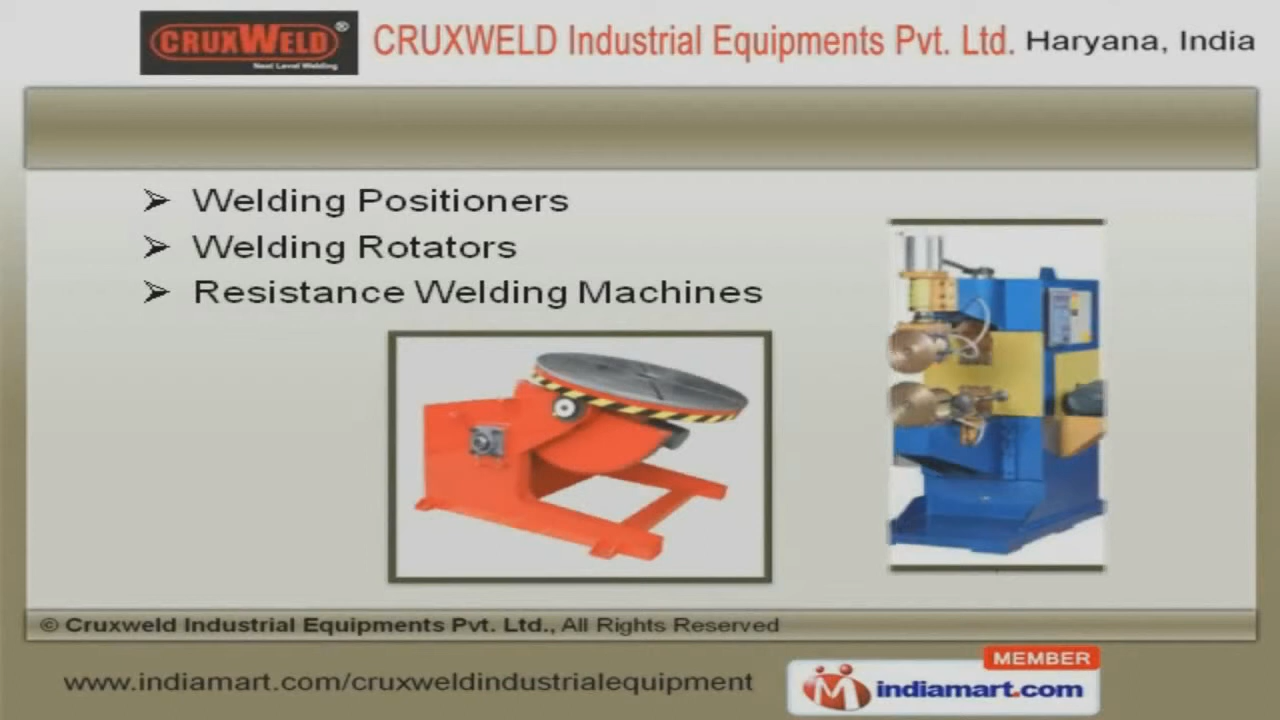 CRUXWELD®
Next Level Welding
CRUXWELD Industrial Equipments Pvt. Ltd. Haryana, India
➢ Welding Positioners
➢ Welding Rotators
➢ Resistance Welding Machines
© Cruxweld Industrial Equipments Pvt. Ltd., All Rights Reserved
www.indiamart.com/cruxweldindustrialequipment
MEMBER
indiamart.com